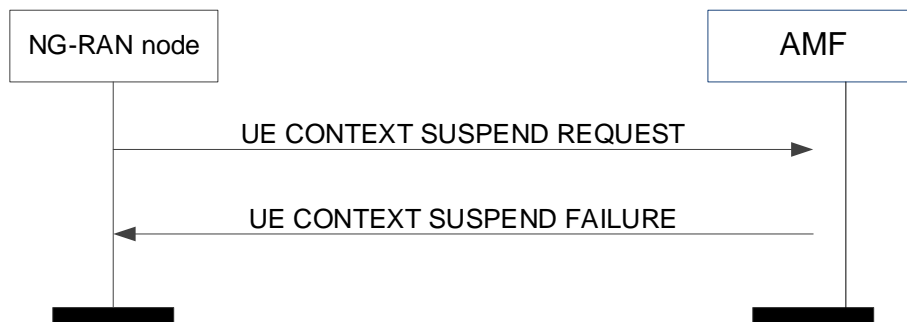 NG-RAN node
AMF
UE CONTEXT SUSPEND REQUEST
UE CONTEXT SUSPEND FAILURE